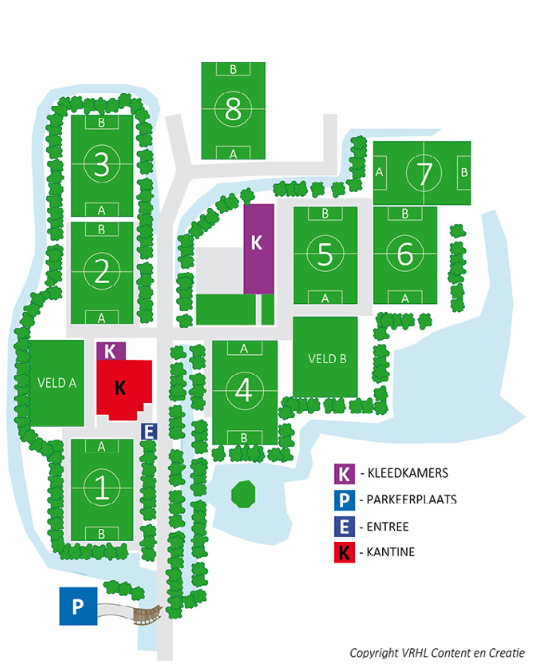 B
8
A
B
3
A
B
2
A
A
7
B
K
B
5
A
B
6
A
K
K
VELD A
VELD B
A
4
B
E
A
1
B
K - KLEEDKAMERS
P - PARKEERPLAATS
E - ENTREE
K - KANTINE
P
Copyright VRHL Content en Creatie